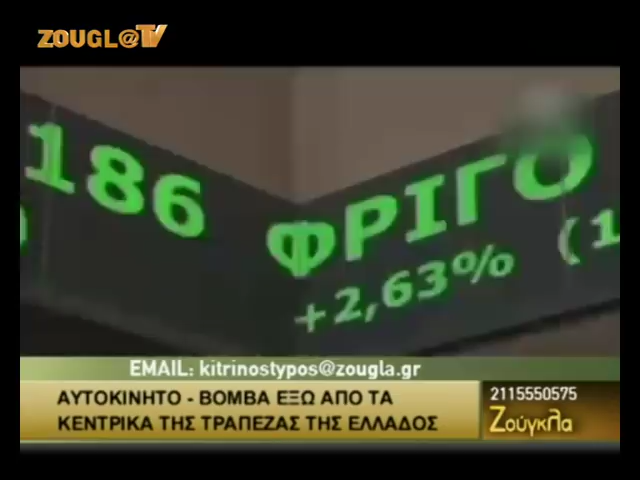 ZOUGL@TV
186 ΦΡΙΓΟ
+2,63% (1
EMAIL: kitrinostypos@zougla.gr
ΑΥΤΟΚΙΝΗΤΟ - ΒΟΜΒΑ ΕΞΩ ΑΠΟ ΤΑ
ΚΕΝΤΡΙΚΑ ΤΗΣ ΤΡΑΠΕΖΑΣ ΤΗΣ ΕΛΛΑΔΟΣ
2115550575
Ζούγκλα